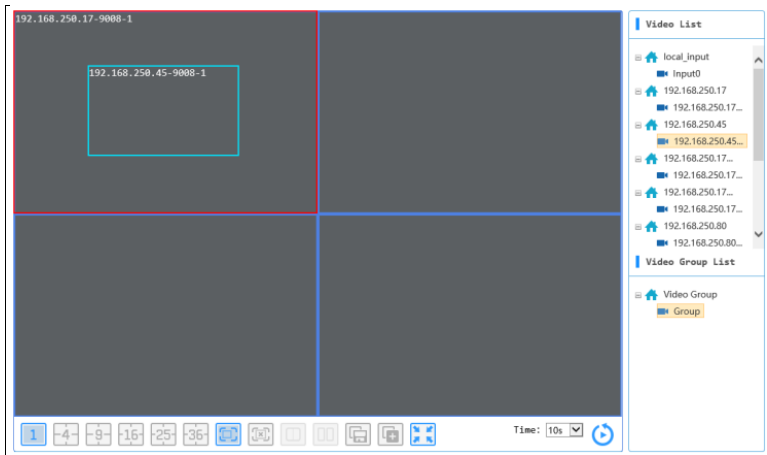 192.168.250.17-9008-1
192.168.250.45-9008-1
Video List
local_input
Input0
192.168.250.17
192.168.250.17...
192.168.250.45
192.168.250.45...
192.168.250.17...
192.168.250.17...
192.168.250.17...
192.168.250.17...
192.168.250.80
192.168.250.80...
Video Group List
Video Group
Group
1 -4- -9- -16- -25- -36- Time: 10s